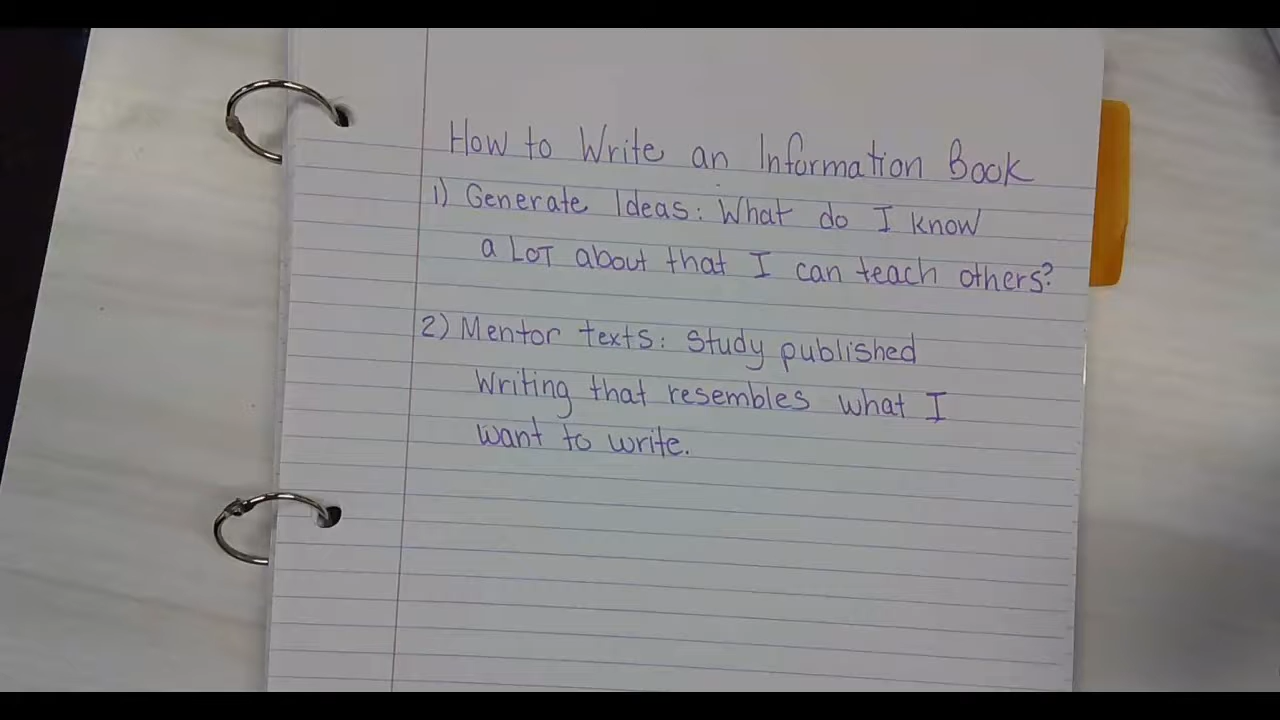 How to Write an Information Book
1) Generate Ideas: What do I know
a LOT about that I can teach others?
2) Mentor texts: Study published
Writing that resembles what I
want to write.